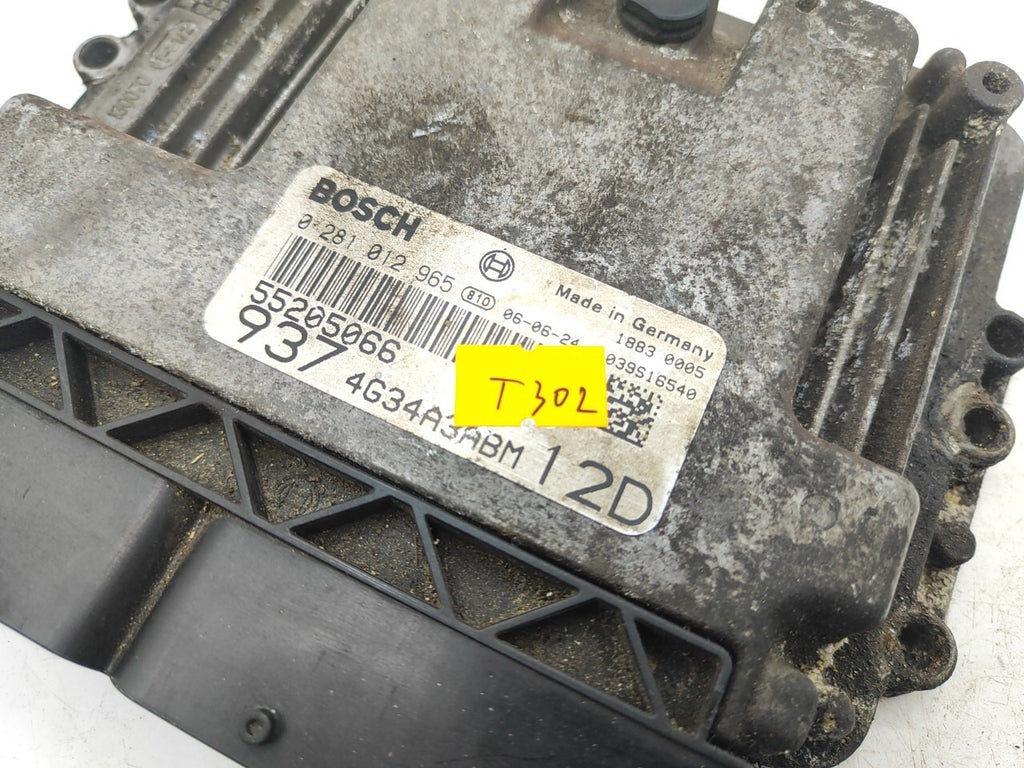 BOSCH
0 281 012 965 810
Made in Germany
06-06-24 1883 0005
039S16540
55205066
937 4G34A3ABM 12D
T302